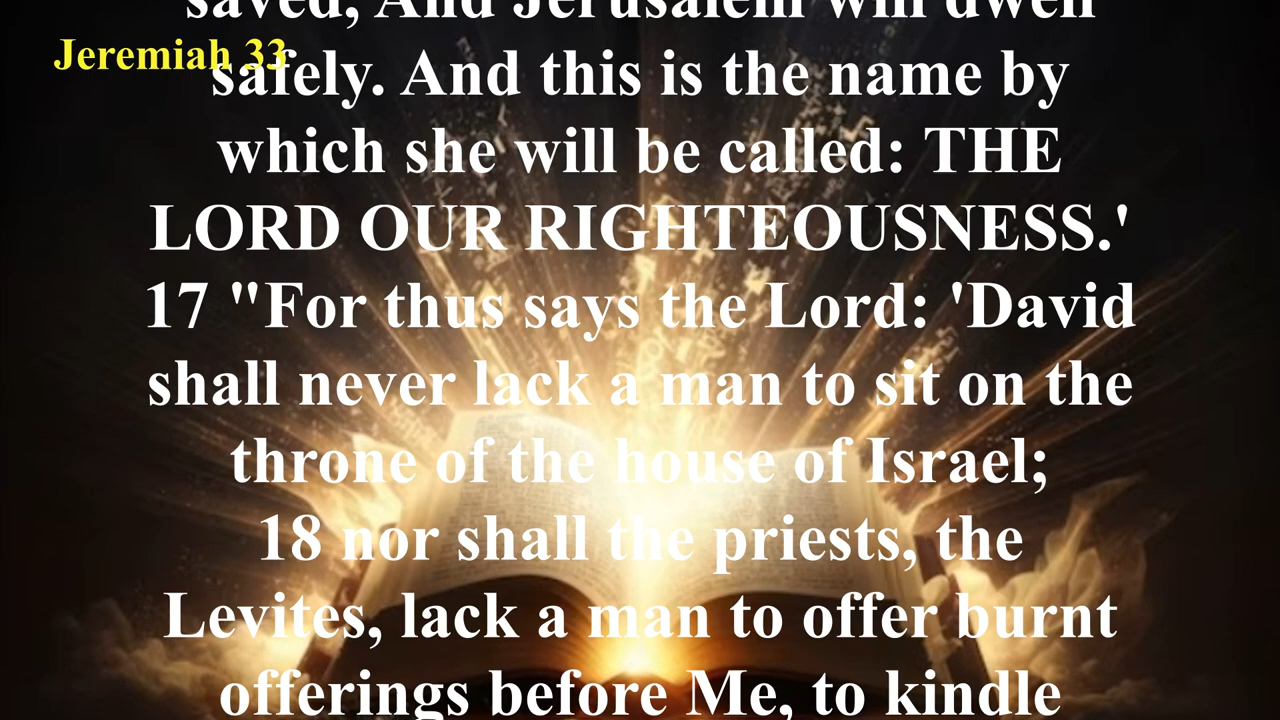 saved, And Jerusalem will dwell
Jeremiah 33
safely. And this is the name by
which she will be called: THE
LORD OUR RIGHTEOUSNESS.'
17 "For thus says the Lord: 'David
shall never lack a man to sit on the
throne of the house of Israel;
18 nor shall the priests, the
Levites, lack a man to offer burnt
offerings before Me, to kindle